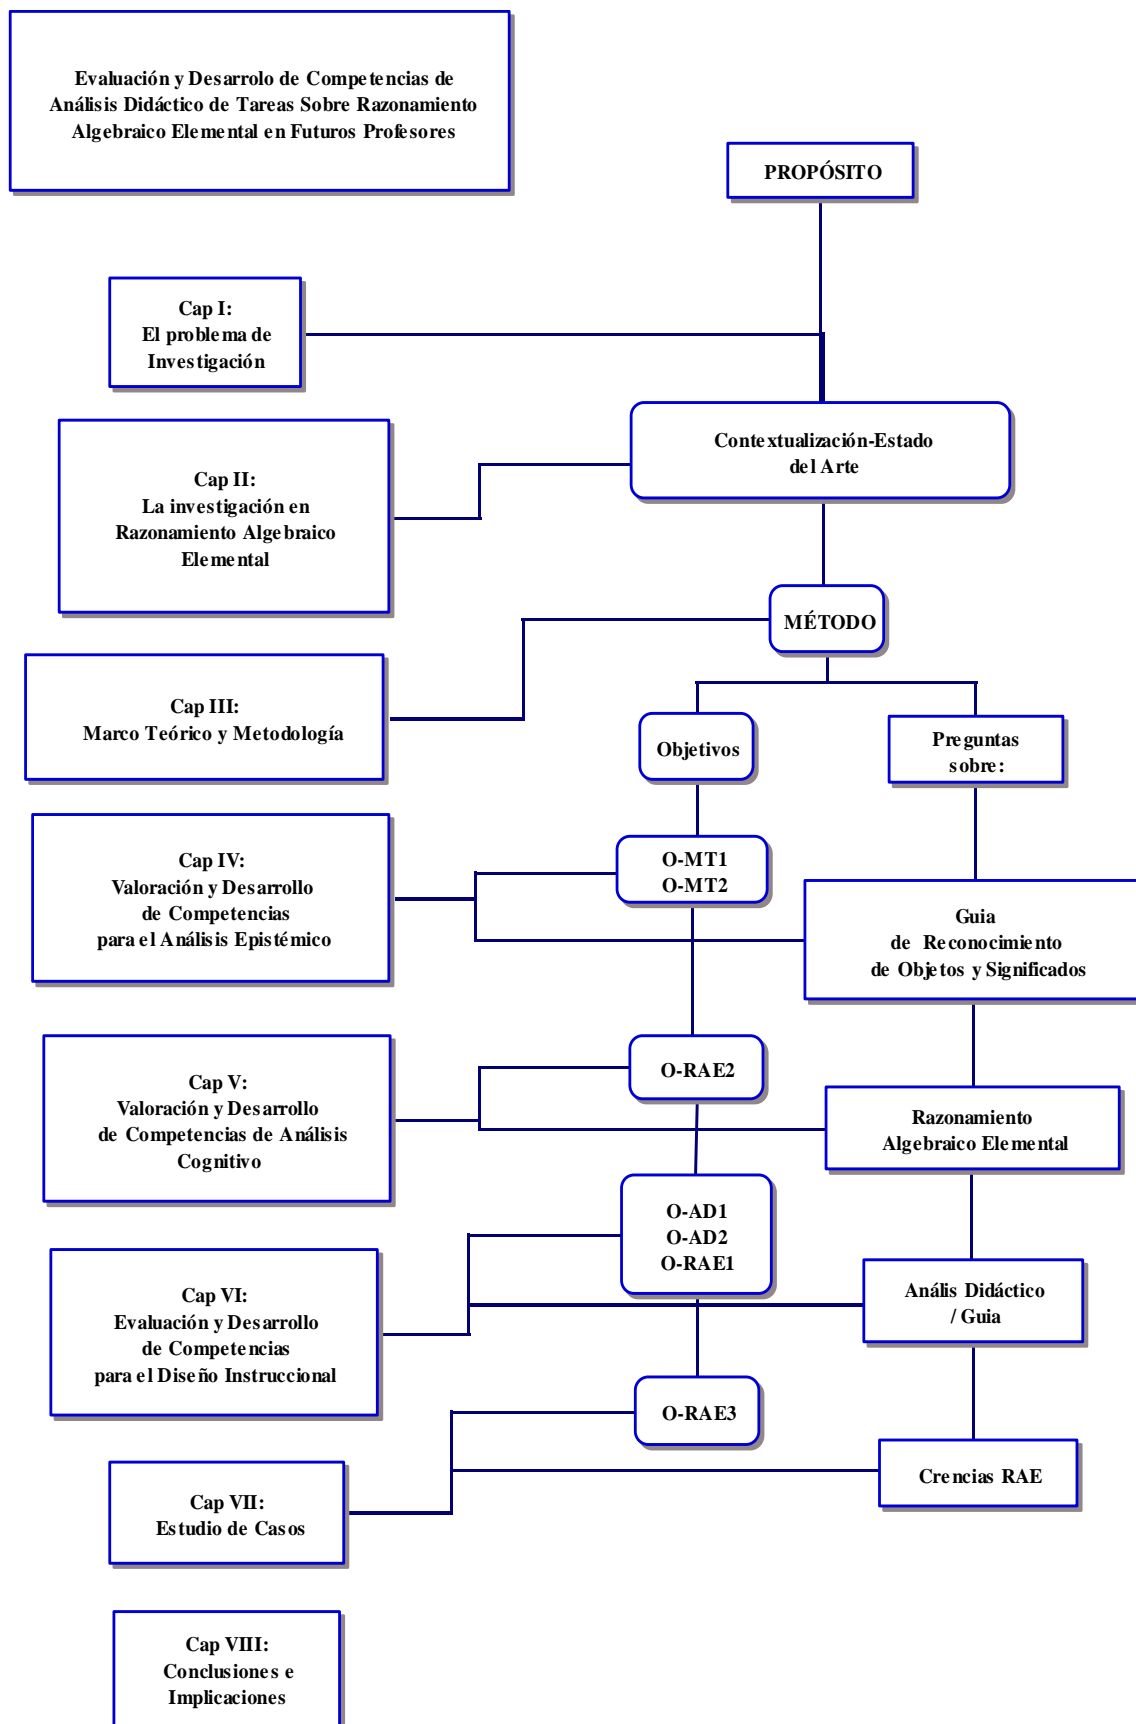 Evaluación y Desarrolo de Competencias de
Análisis Didáctico de Tareas Sobre Razonamiento
Algebraico Elemental en Futuros Profesores
PROPÓSITO
Cap I:
El problema de
Investigación
Contextualización-Estado
del Arte
Cap II:
La investigación en
Razonamiento Algebraico
Elemental
MÉTODO
Cap III:
Marco Teórico y Metodología
Objetivos
Preguntas
sobre:
Cap IV:
Valoración y Desarrollo
de Competencias
para el Análisis Epistémico
O-MT1
O-MT2
Guia
de Reconocimiento
de Objetos y Significados
Cap V:
Valoración y Desarrollo
de Competencias de Análisis
Cognitivo
O-RAE2
Razonamiento
Algebraico Elemental
O-AD1
O-AD2
O-RAE1
Cap VI:
Evaluación y Desarrollo
de Competencias
para el Diseño Instruccional
Anális Didáctico
/ Guia
O-RAE3
Crencias RAE
Cap VII:
Estudio de Casos
Cap VIII:
Conclusiones e
Implicaciones